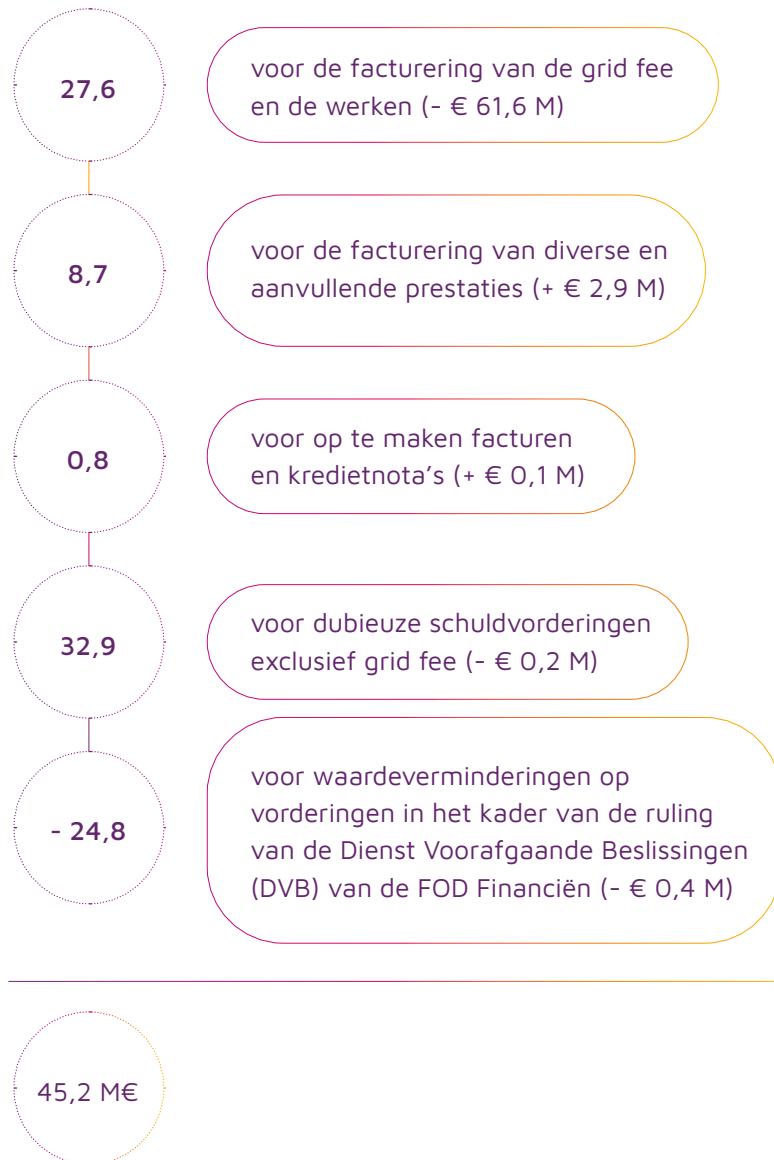 27,6
voor de facturering van de grid fee
en de werken (- € 61,6 M)
8,7
voor de facturering van diverse en
aanvullende prestaties (+ € 2,9 M)
0,8
voor op te maken facturen
en kredietnota’s (+ € 0,1 M)
32,9
voor dubieuze schuldvorderingen
exclusief grid fee (- € 0,2 M)
- 24,8
voor waardeverminderingen op
vorderingen in het kader van de ruling
van de Dienst Voorafgaande Beslissingen
(DVB) van de FOD Financiën (- € 0,4 M)
45,2 M€